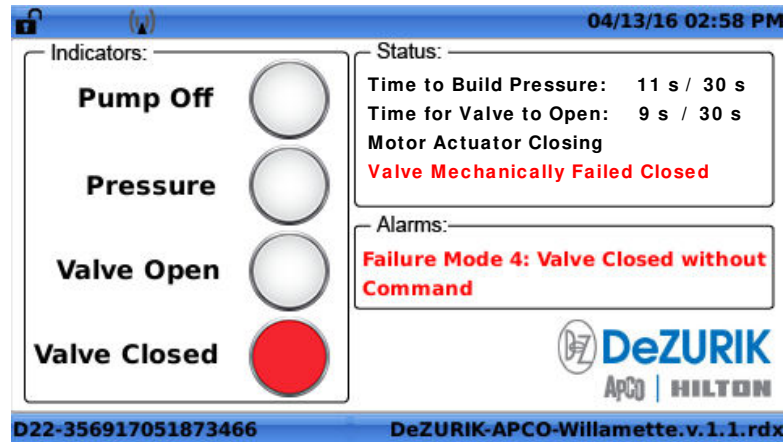 04/13/16 02:58 PM
Indicators:
Pump Off
Pressure
Valve Open
Valve Closed
Status:
Time to Build Pressure: 11 s / 30 s
Time for Valve to Open: 9 s / 30 s
Motor Actuator Closing
Valve Mechanically Failed Closed
Alarms:
Failure Mode 4: Valve Closed without
Command
DZ DeZURIK
APCO | HILTON
D22-356917051873466 DeZURIK-APCO-Willamette.v.1.1.rdx